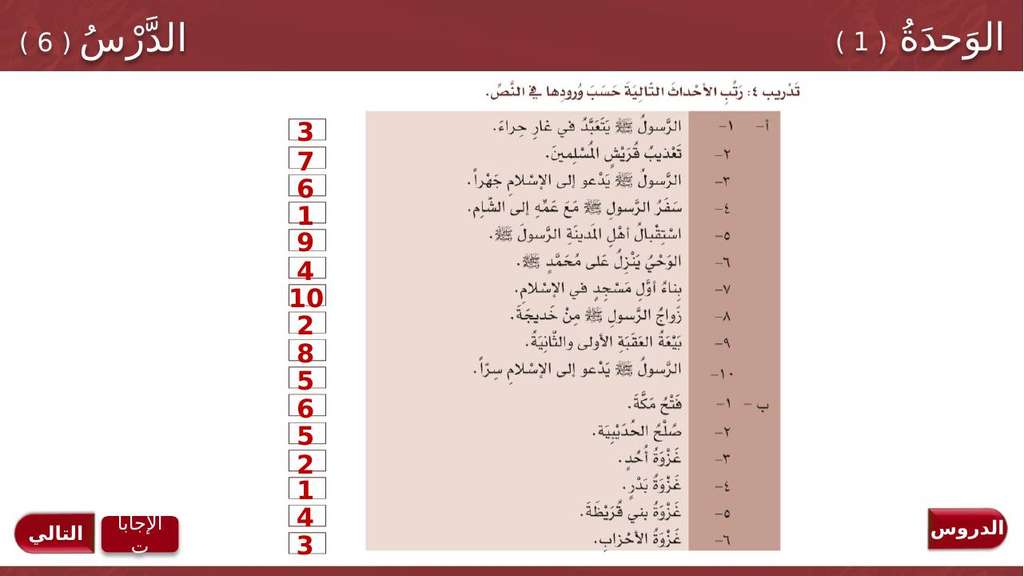 الوَحدَةُ ( 1 )
الدَّرْسُ ( 6 )
تَدْريب ٤: رَتِّبِ الأحْداثَ التّالِيَةَ حَسَبَ وُرودِها في النَّصِّ.
أ- ١- الرَّسولُ ﷺ يَتَعَبَّدُ في غارِ حِراءَ. 3
٢- تَعْذيبُ قُرَيْشٍ المُسْلِمينَ. 7
٣- الرَّسولُ ﷺ يَدْعو إلى الإسْلامِ جَهْراً. 6
٤- سَفَرُ الرَّسولِ ﷺ مَعَ عَمِّهِ إلى الشّامِ. 1
٥- اسْتِقْبالُ أهْلِ المَدينَةِ الرَّسولَ ﷺ. 9
٦- الوَحْيُ يَنْزِلُ عَلى مُحَمَّدٍ ﷺ. 4
٧- بِناءُ أوَّلِ مَسْجِدٍ في الإسْلامِ. 10
٨- زَواجُ الرَّسولِ ﷺ مِنْ خَديجَةَ. 2
٩- بَيْعَةُ العَقَبَةِ الأولى والثّانِيَةُ. 8
١٠- الرَّسولُ ﷺ يَدْعو إلى الإسْلامِ سِرّاً. 5
ب - ١- فَتْحُ مَكَّةَ. 6
٢- صُلْحُ الحُدَيْبِيَة. 5
٣- غَزْوَةُ أُحُدٍ. 2
٤- غَزْوَةُ بَدْرٍ. 1
٥- غَزْوَةُ بني قُرَيْظَةَ. 4
٦- غَزْوَةُ الأحْزابِ. 3
الدروس
الإجابا
ت
التالي